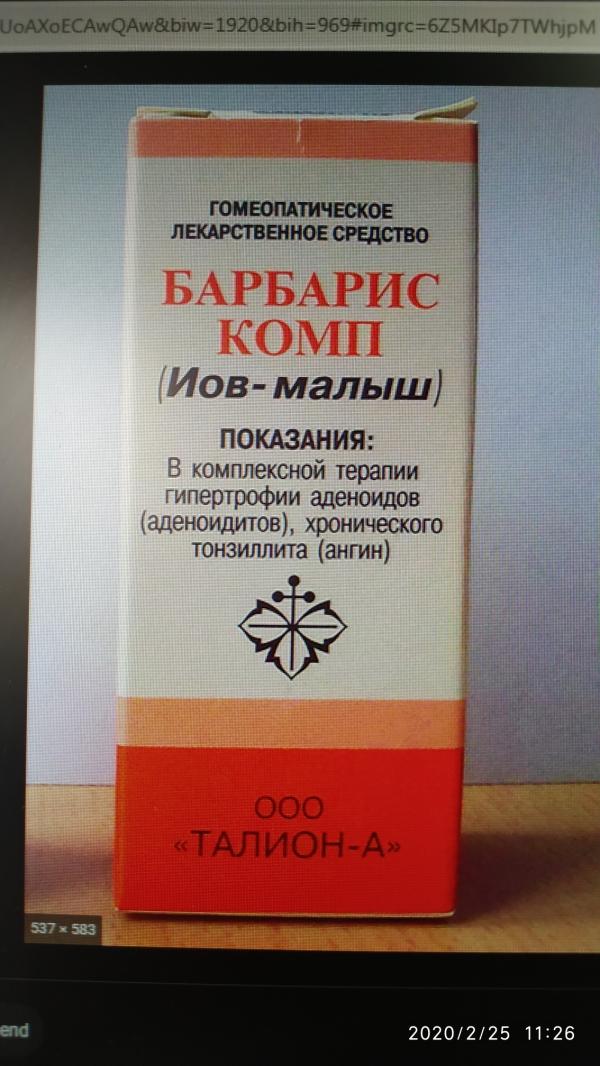 UoAXoECAwQAw&biw=1920&bih=969#imgrc=6Z5MKIp7TWhjpM
ГОМЕОПАТИЧЕСКОЕ
ЛЕКАРСТВЕННОЕ СРЕДСТВО
БАРБАРИС
КОМП
(Иов-малыш)
ПОКАЗАНИЯ:
В комплексной терапии
гипертрофии аденоидов
(аденоидитов), хронического
тонзиллита (ангин)
ООО
«ТАЛИОН-А»
537 × 583
end
2020/2/25 11:26